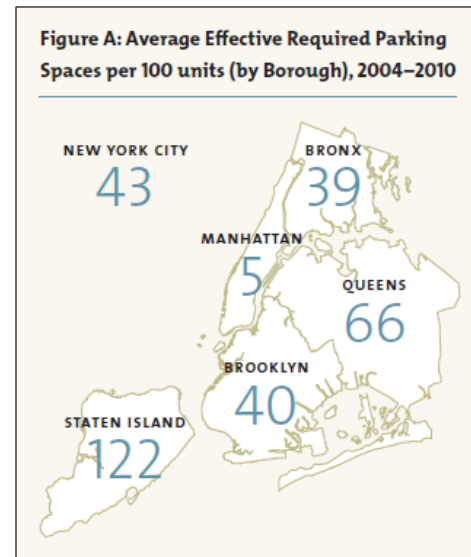 Figure A: Average Effective Required Parking
Spaces per 100 units (by Borough), 2004–2010
NEW YORK CITY
43
BRONX
39
MANHATTAN
5
QUEENS
66
BROOKLYN
40
STATEN ISLAND
122